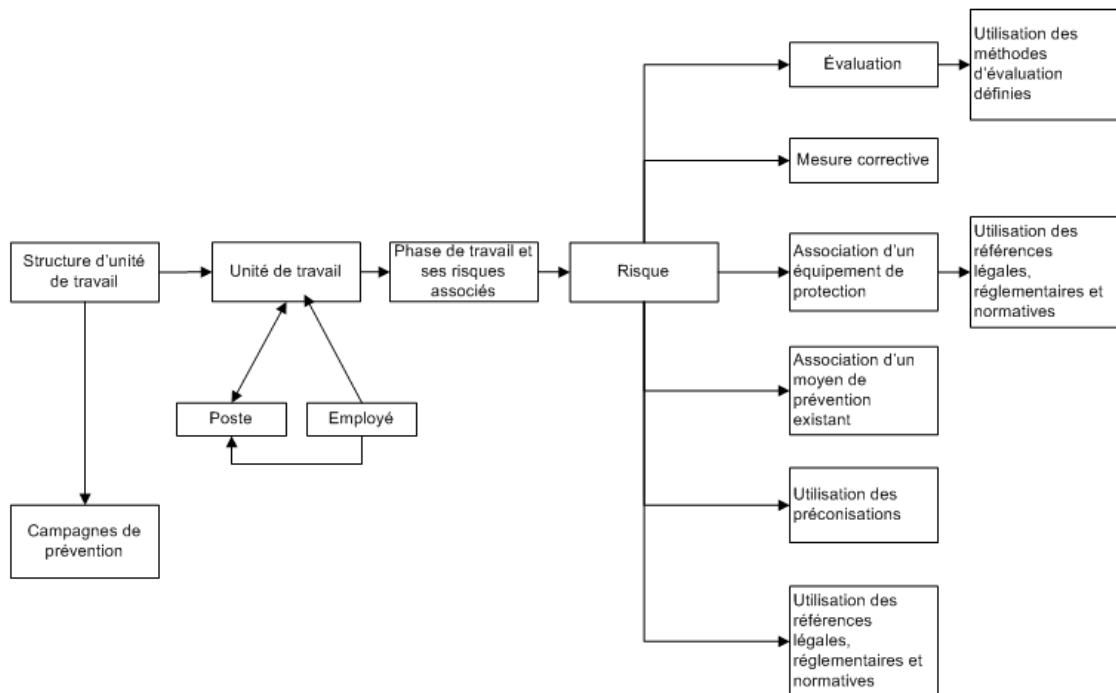 Structure d'unité
de travail
Campagnes de
prévention
Unité de travail
Poste
Employé
Phase de travail et
ses risques
associés
Risque
Évaluation
Utilisation des
méthodes
d'évaluation
définies
Mesure corrective
Association d'un
équipement de
protection
Utilisation des
références
légales,
réglementaires et
normatives
Association d'un
moyen de
prévention
existant
Utilisation des
préconisations
Utilisation des
références
légales,
réglementaires et
normatives